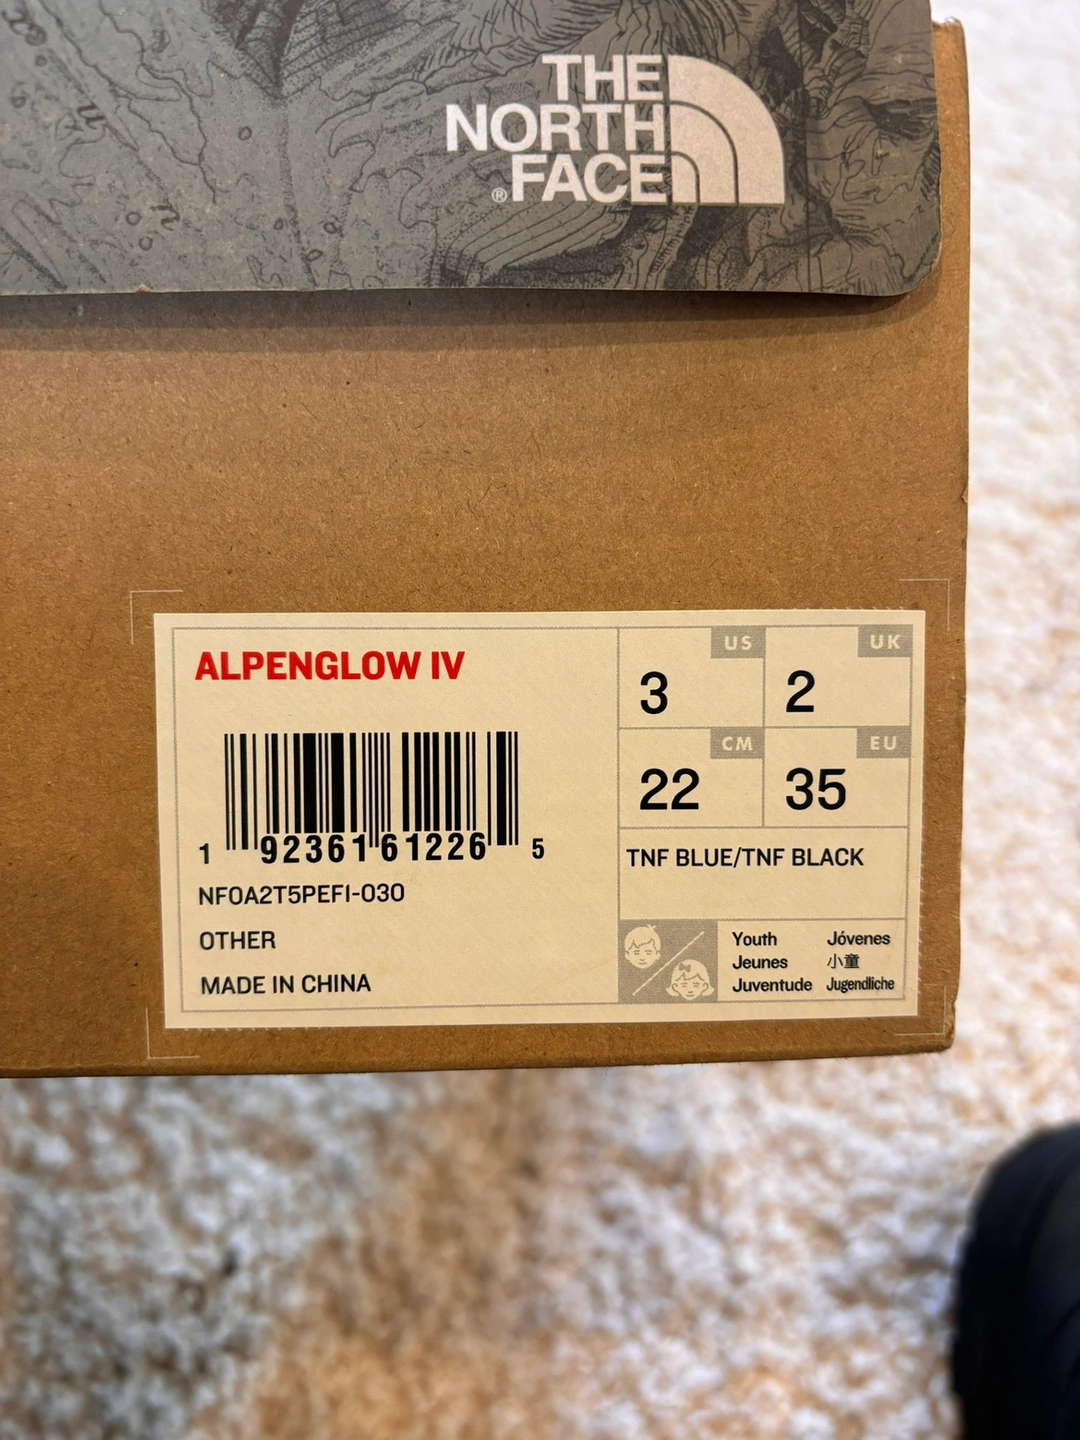 THE
NORTH
FACE
®
ALPENGLOW IV
US
3
UK
2
CM
22
EU
35
1 92361 61226 5
NF0A2T5PEF1-030
OTHER
MADE IN CHINA
TNF BLUE/TNF BLACK
Youth Jóvenes
Jeunes 小童
Juventude Jugendliche